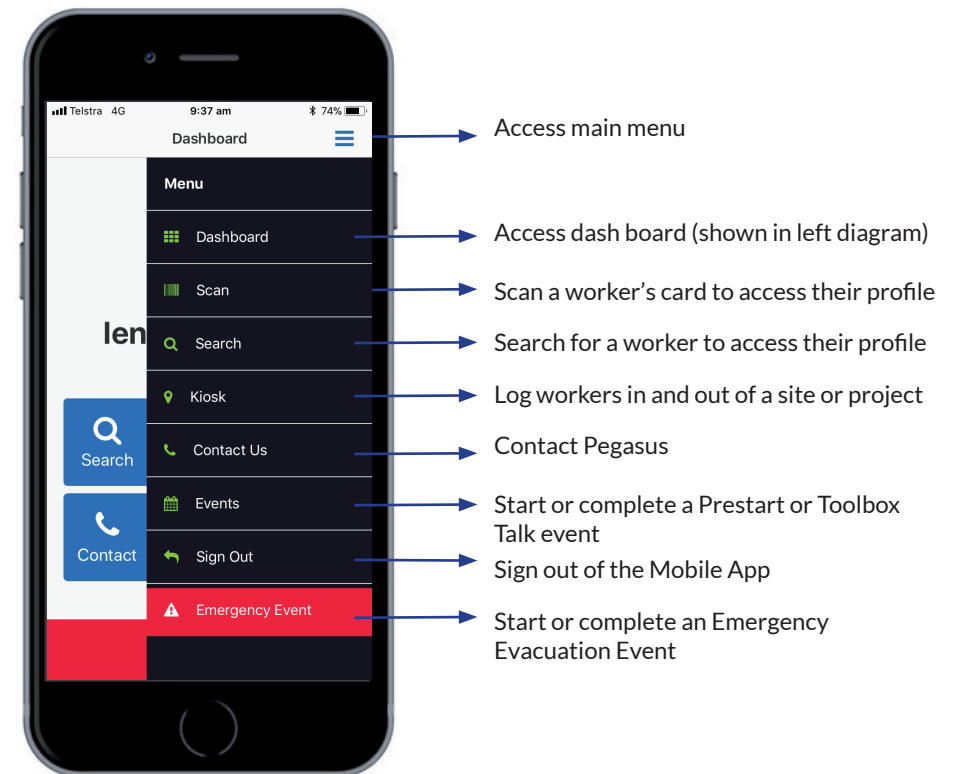 Telstra 4G 9:37 am 74%
Dashboard
Access main menu
Menu
Dashboard
Access dash board (shown in left diagram)
Scan
Scan a worker’s card to access their profile
len
Search
Search for a worker to access their profile
Kiosk
Log workers in and out of a site or project
Search
Contact Us
Contact Pegasus
Events
Start or complete a Prestart or Toolbox
Talk event
Contact
Sign Out
Sign out of the Mobile App
Emergency Event
Start or complete an Emergency
Evacuation Event